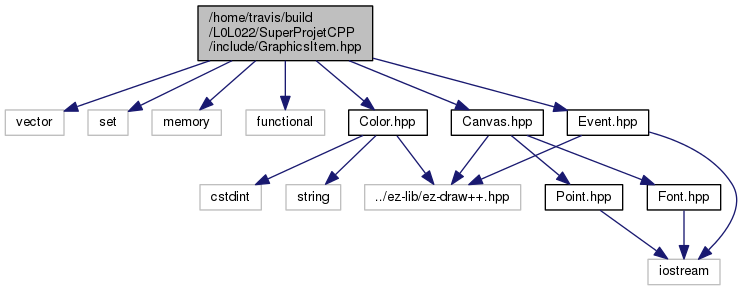 /home/travis/build
/L0L022/SuperProjetCPP
/include/GraphicsItem.hpp
vector
set
memory
functional
Color.hpp
Canvas.hpp
Event.hpp
cstdint
string
../ez-lib/ez-draw++.hpp
Point.hpp
Font.hpp
iostream